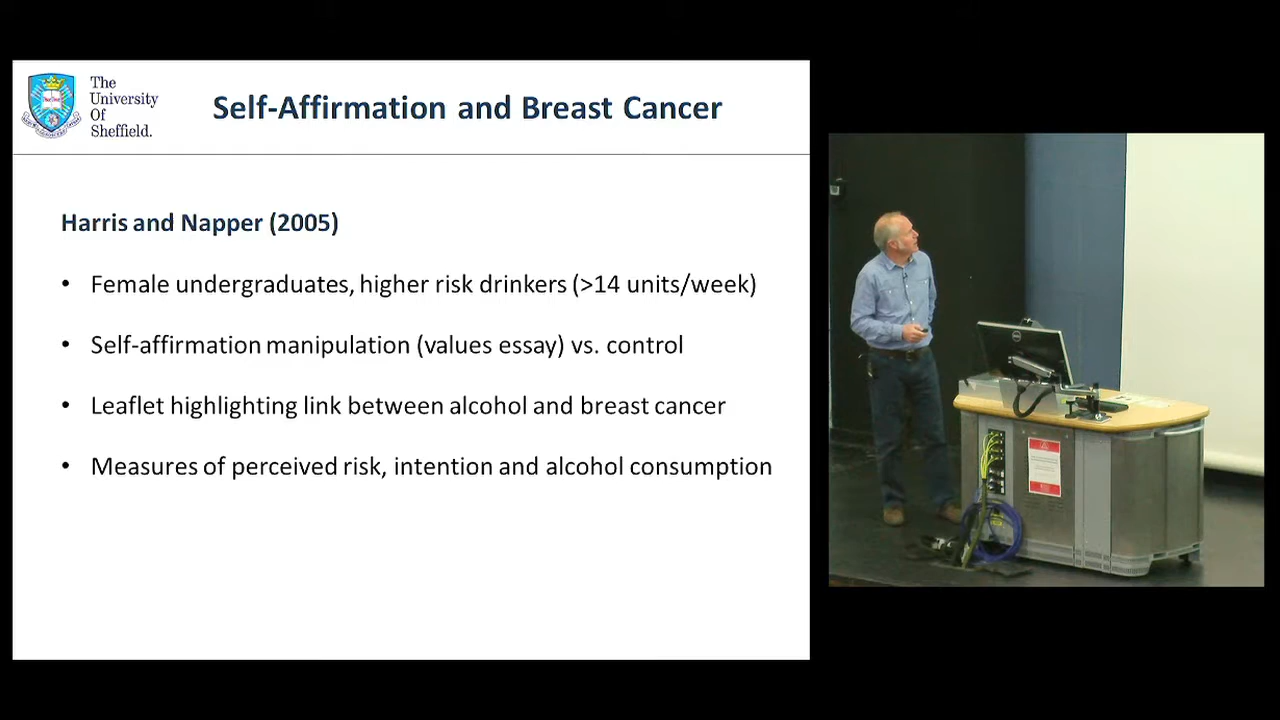 The
University
Of
Sheffield.
Self-Affirmation and Breast Cancer
Harris and Napper (2005)
• Female undergraduates, higher risk drinkers (>14 units/week)
• Self-affirmation manipulation (values essay) vs. control
• Leaflet highlighting link between alcohol and breast cancer
• Measures of perceived risk, intention and alcohol consumption